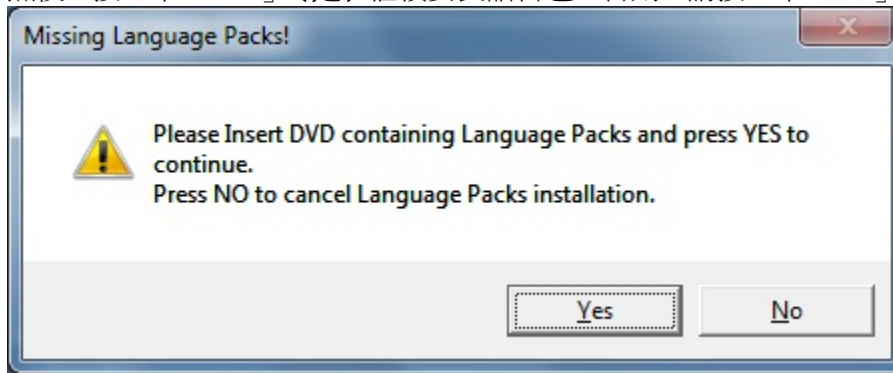 Missing Language Packs!
Please Insert DVD containing Language Packs and press YES to
continue.
Press NO to cancel Language Packs installation.
Yes
No